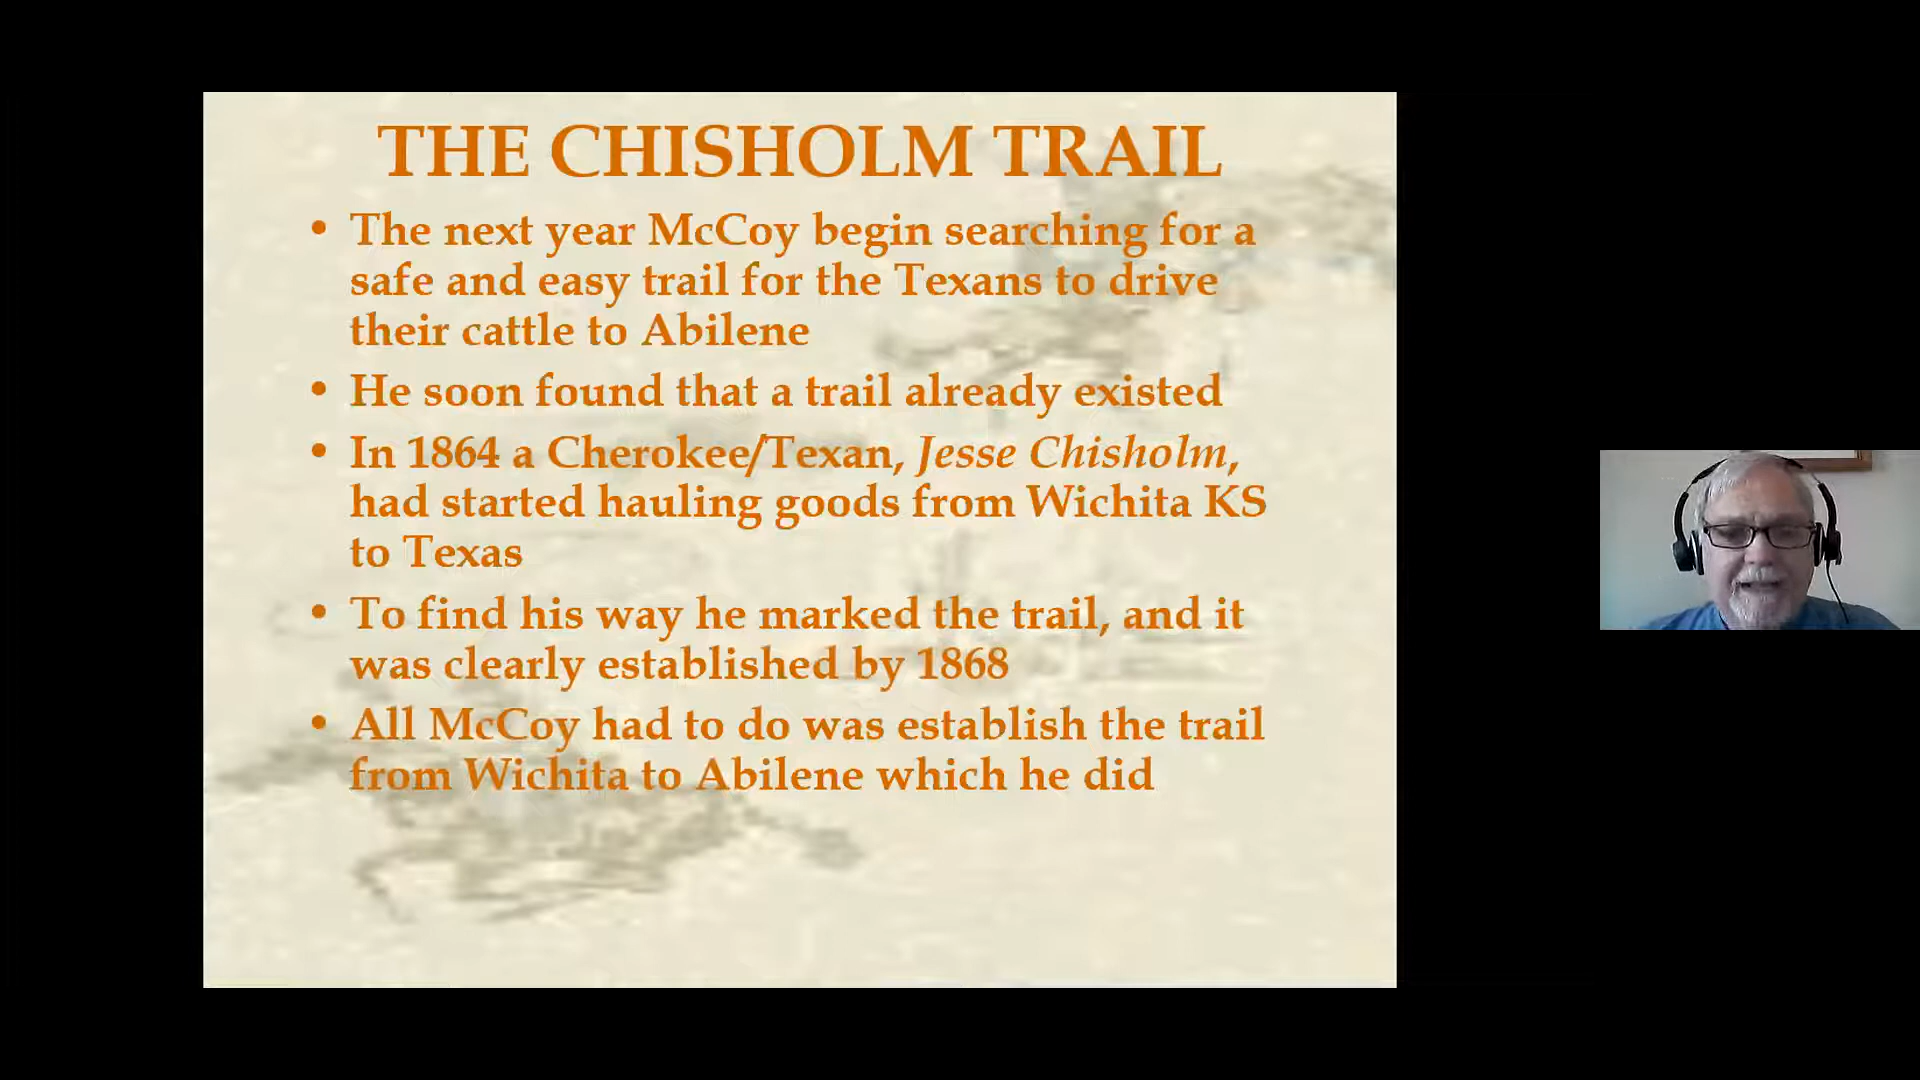 THE CHISHOLM TRAIL
• The next year McCoy begin searching for a
safe and easy trail for the Texans to drive
their cattle to Abilene
• He soon found that a trail already existed
• In 1864 a Cherokee/Texan, Jesse Chisholm,
had started hauling goods from Wichita KS
to Texas
• To find his way he marked the trail, and it
was clearly established by 1868
• All McCoy had to do was establish the trail
from Wichita to Abilene which he did